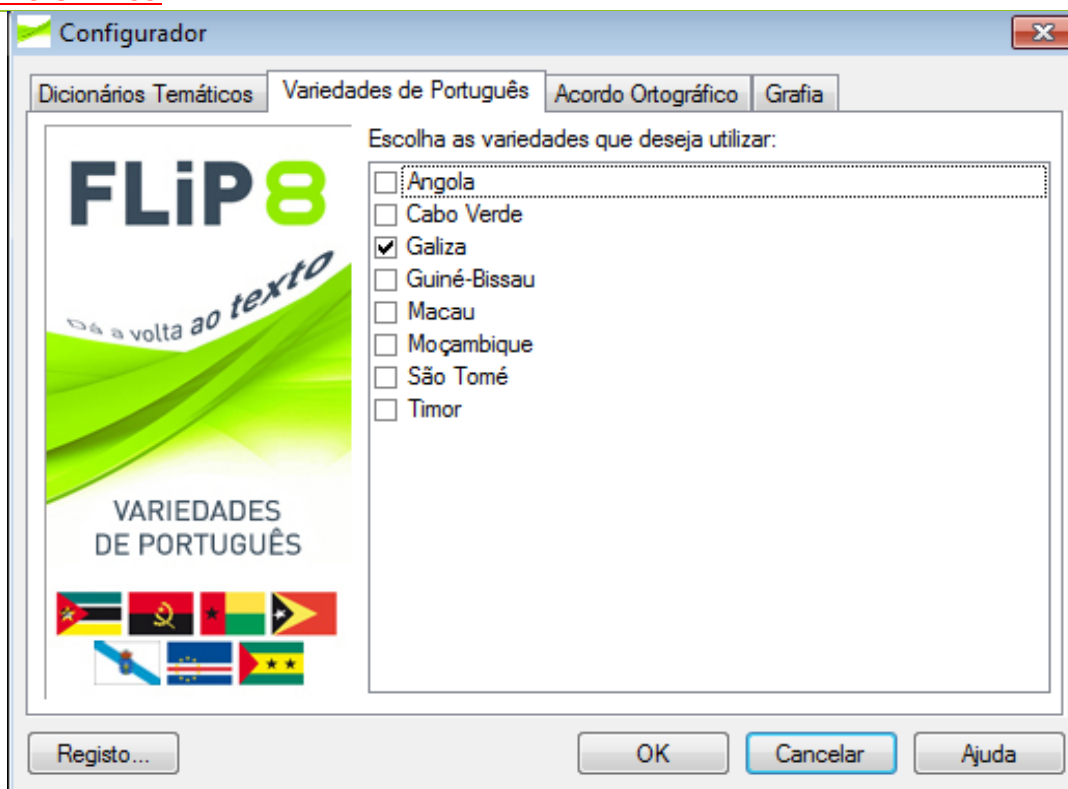 Configurador
Dicionários Temáticos Variedades de Português Acordo Ortográfico Grafia
Escolha as variedades que deseja utilizar:
FLiP 8
Dá a volta ao texto
VARIEDADES
DE PORTUGUÊS
Angola
Cabo Verde
Galiza
Guiné-Bissau
Macau
Moçambique
São Tomé
Timor
Registo... OK Cancelar Ajuda